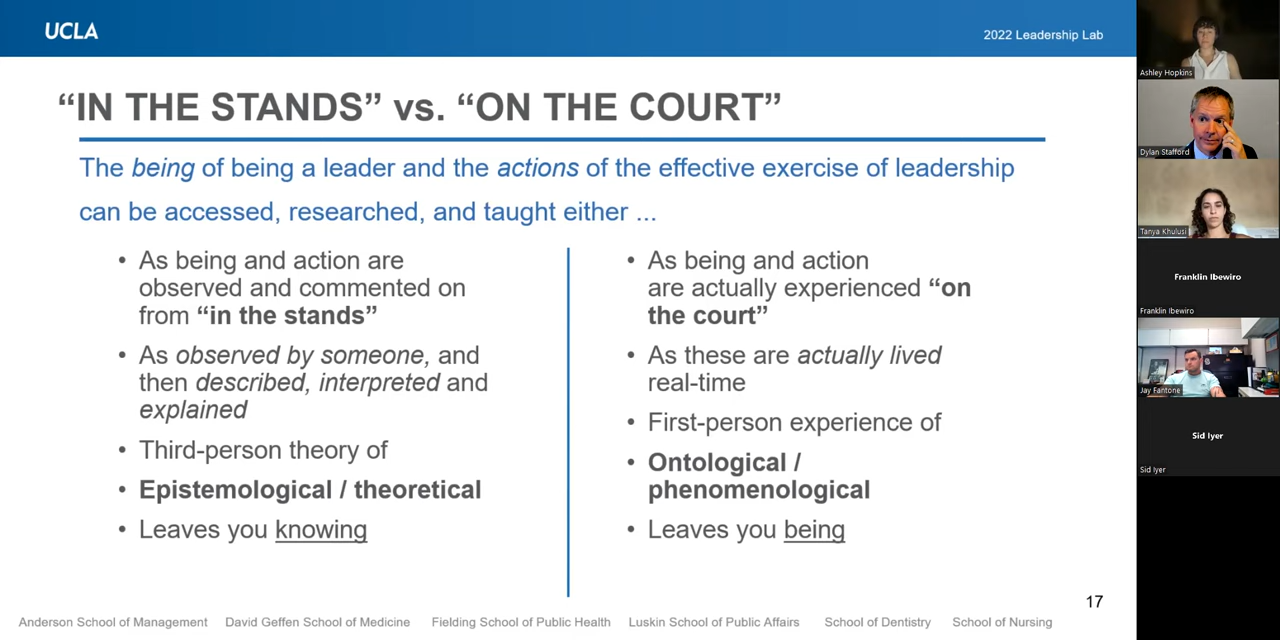 UCLA
2022 Leadership Lab
“IN THE STANDS” vs. “ON THE COURT”
The being of being a leader and the actions of the effective exercise of leadership
can be accessed, researched, and taught either ...
• As being and action are
observed and commented on
from “in the stands”
• As observed by someone, and
then described, interpreted and
explained
• Third-person theory of
• Epistemological / theoretical
• Leaves you knowing
• As being and action
are actually experienced “on
the court”
• As these are actually lived
real-time
• First-person experience of
• Ontological /
phenomenological
• Leaves you being
17
Anderson School of Management David Geffen School of Medicine Fielding School of Public Health Luskin School of Public Affairs School of Dentistry School of Nursing
Ashley Hopkins
Dylan Stafford
Tanya Khulusi
Franklin Ibewiro
Franklin Ibewiro
Jay Fantone
Sid Iyer
Sid Iyer